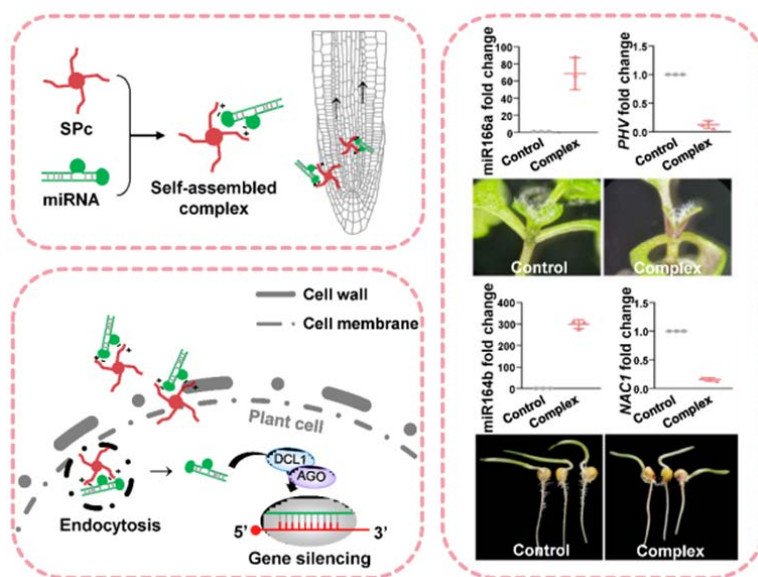 SPc
miRNA
+
-
-
+
Self-assembled
complex
Cell wall
Cell membrane
+
-
-
+
+
-
-
+
Plant cell
+
-
-
+
Endocytosis
DCL1
AGO
5’
3’
Gene silencing
miR166a fold change
100
80
60
40
20
0
Control
Complex
PHV fold change
1.5
1.0
0.5
0.0
Control
Complex
Control
Complex
miR164b fold change
400
300
200
100
0
Control
Complex
NAC1 fold change
1.5
1.0
0.5
0.0
Control
Complex
Control
Complex